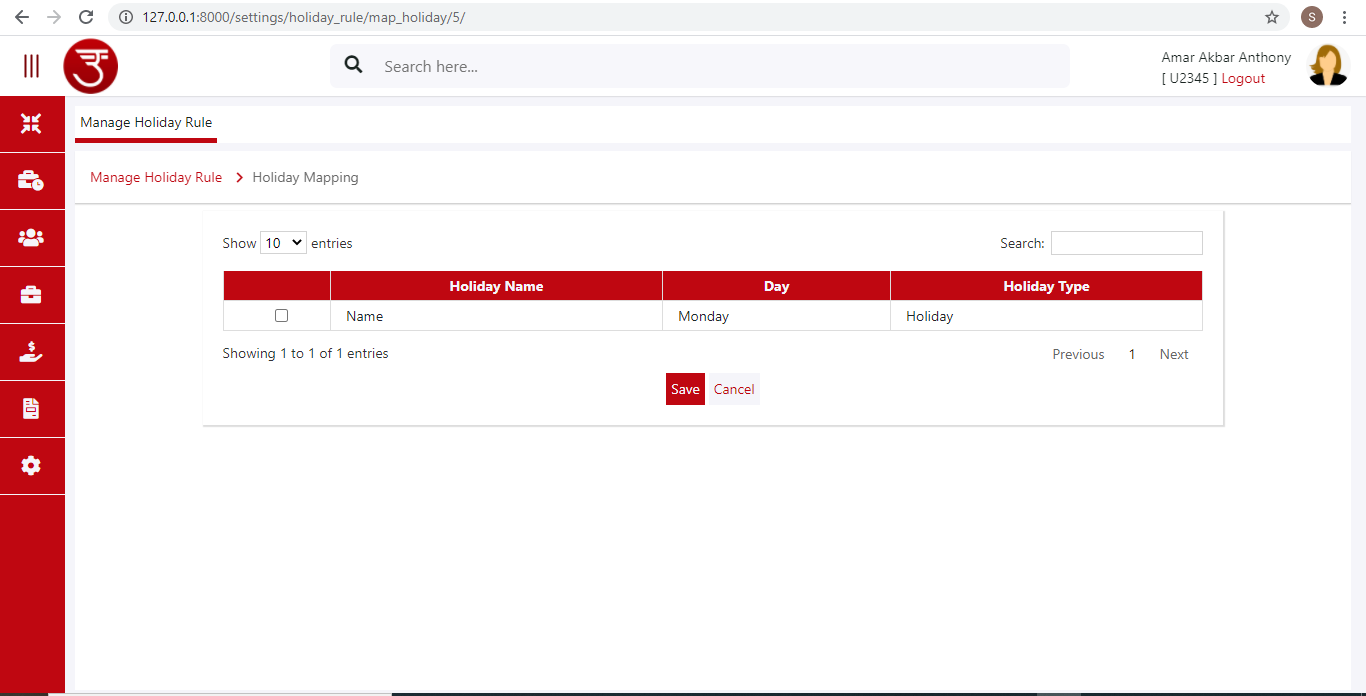 127.0.0.1:8000/settings/holiday_rule/map_holiday/5/
S
उ
Search here...
Amar Akbar Anthony
[ U2345 ] Logout
Manage Holiday Rule
Manage Holiday Rule > Holiday Mapping
Show 10 entries
Search:
Holiday Name Day Holiday Type
Name Monday Holiday
Showing 1 to 1 of 1 entries
Previous 1 Next
Save Cancel